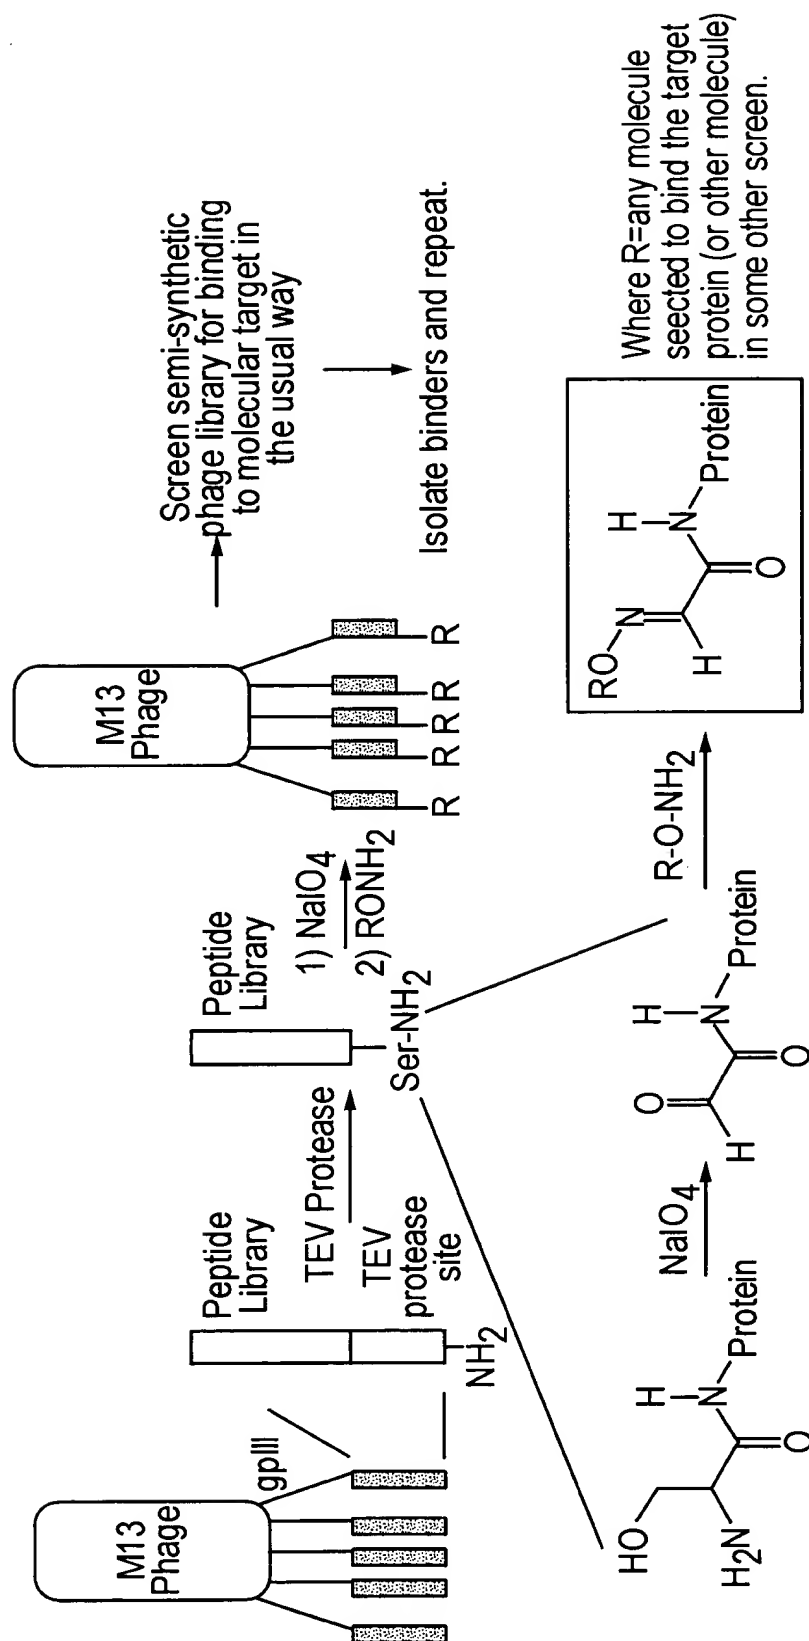 M13
Phage
gpIII
Peptide
Library
NH2
TEV Protease
TEV
protease
site
Peptide
Library
Ser-NH2
1) NaIO4
2) RONH2
M13
Phage
R R R R R
Screen semi-synthetic
phage library for binding
to molecular target in
the usual way
Isolate binders and repeat.
HO
H2N
H
N
O
Protein
NaIO4
O
H
H
N
O
Protein
R-O-NH2
RO
N
H
H
N
O
Protein
Where R=any molecule
seected to bind the target
protein (or other molecule)
in some other screen.